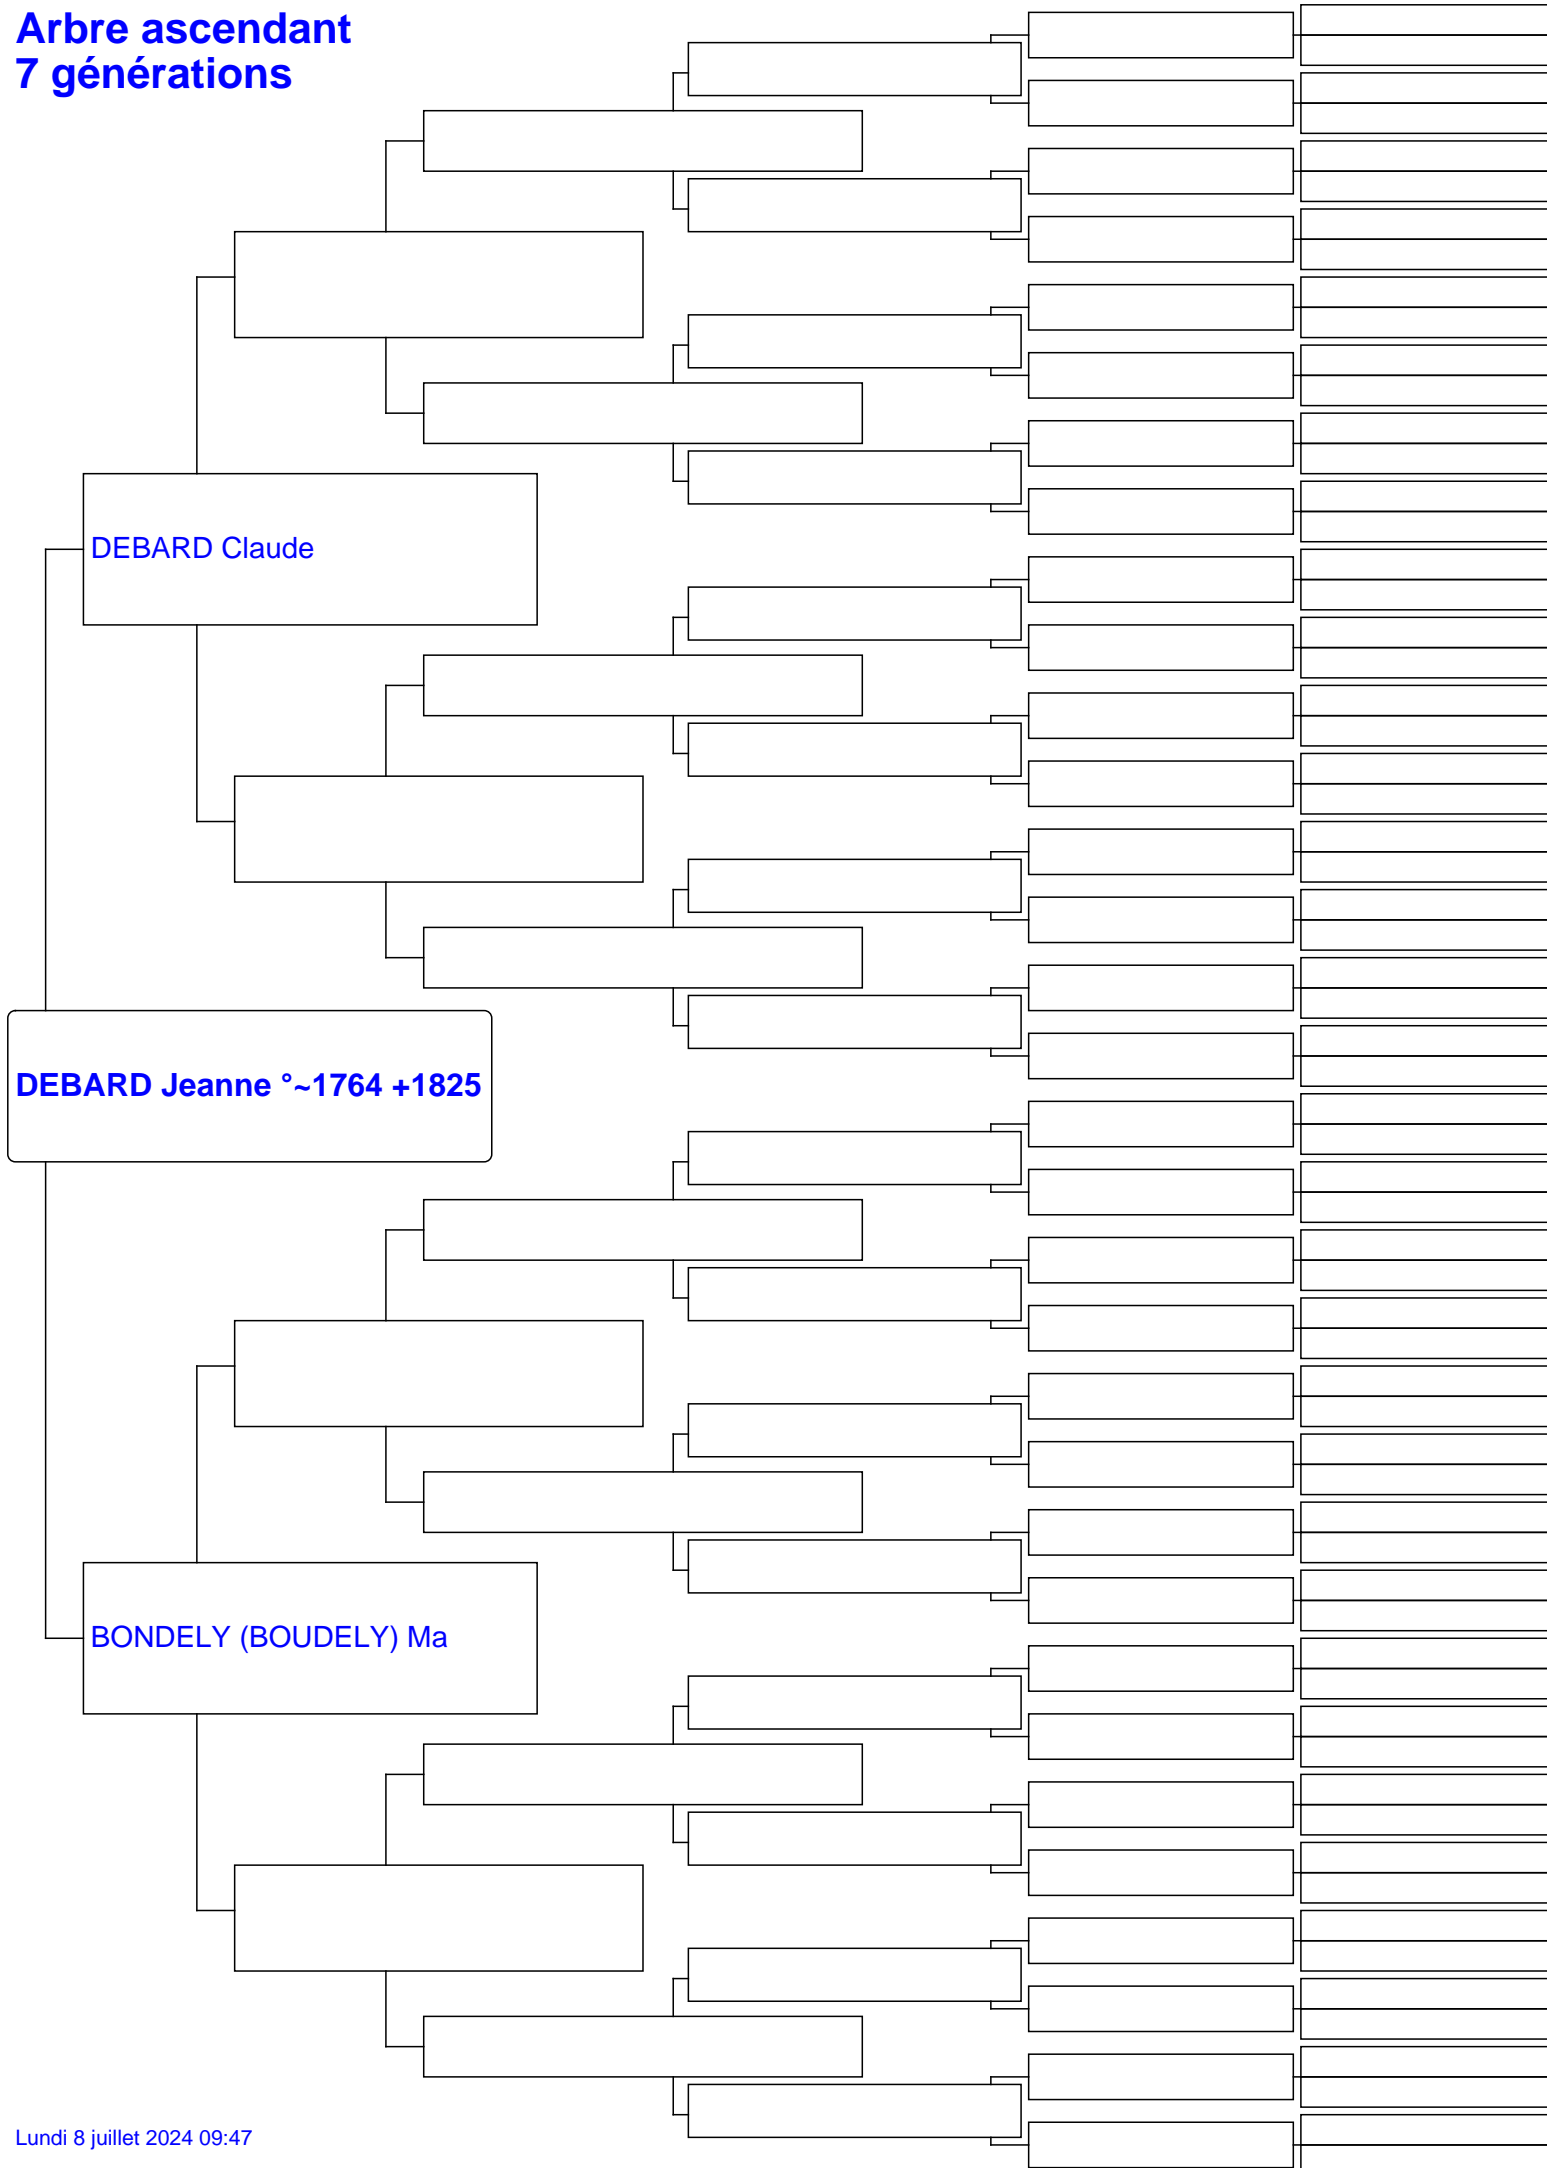 Arbre ascendant
7 générations
DEBARD Claude
DEBARD Jeanne °~1764 +1825
BONDELY (BOUDELY) Ma
Lundi 8 juillet 2024 09:47